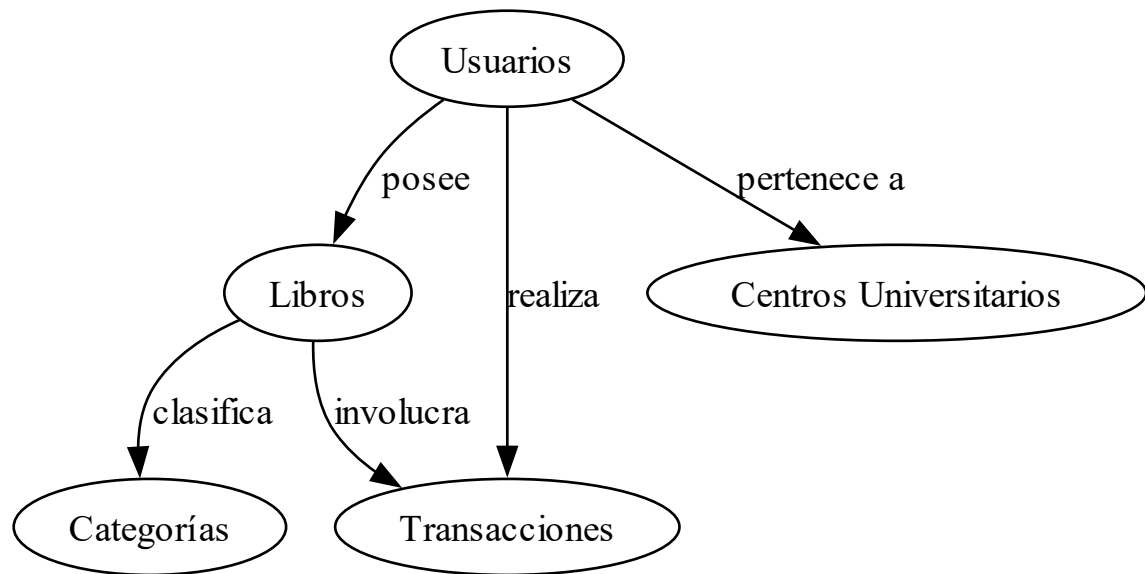 Usuarios
posee
pertenece a
Libros
realiza
Centros Universitarios
clasifica
involucra
Categorías
Transacciones